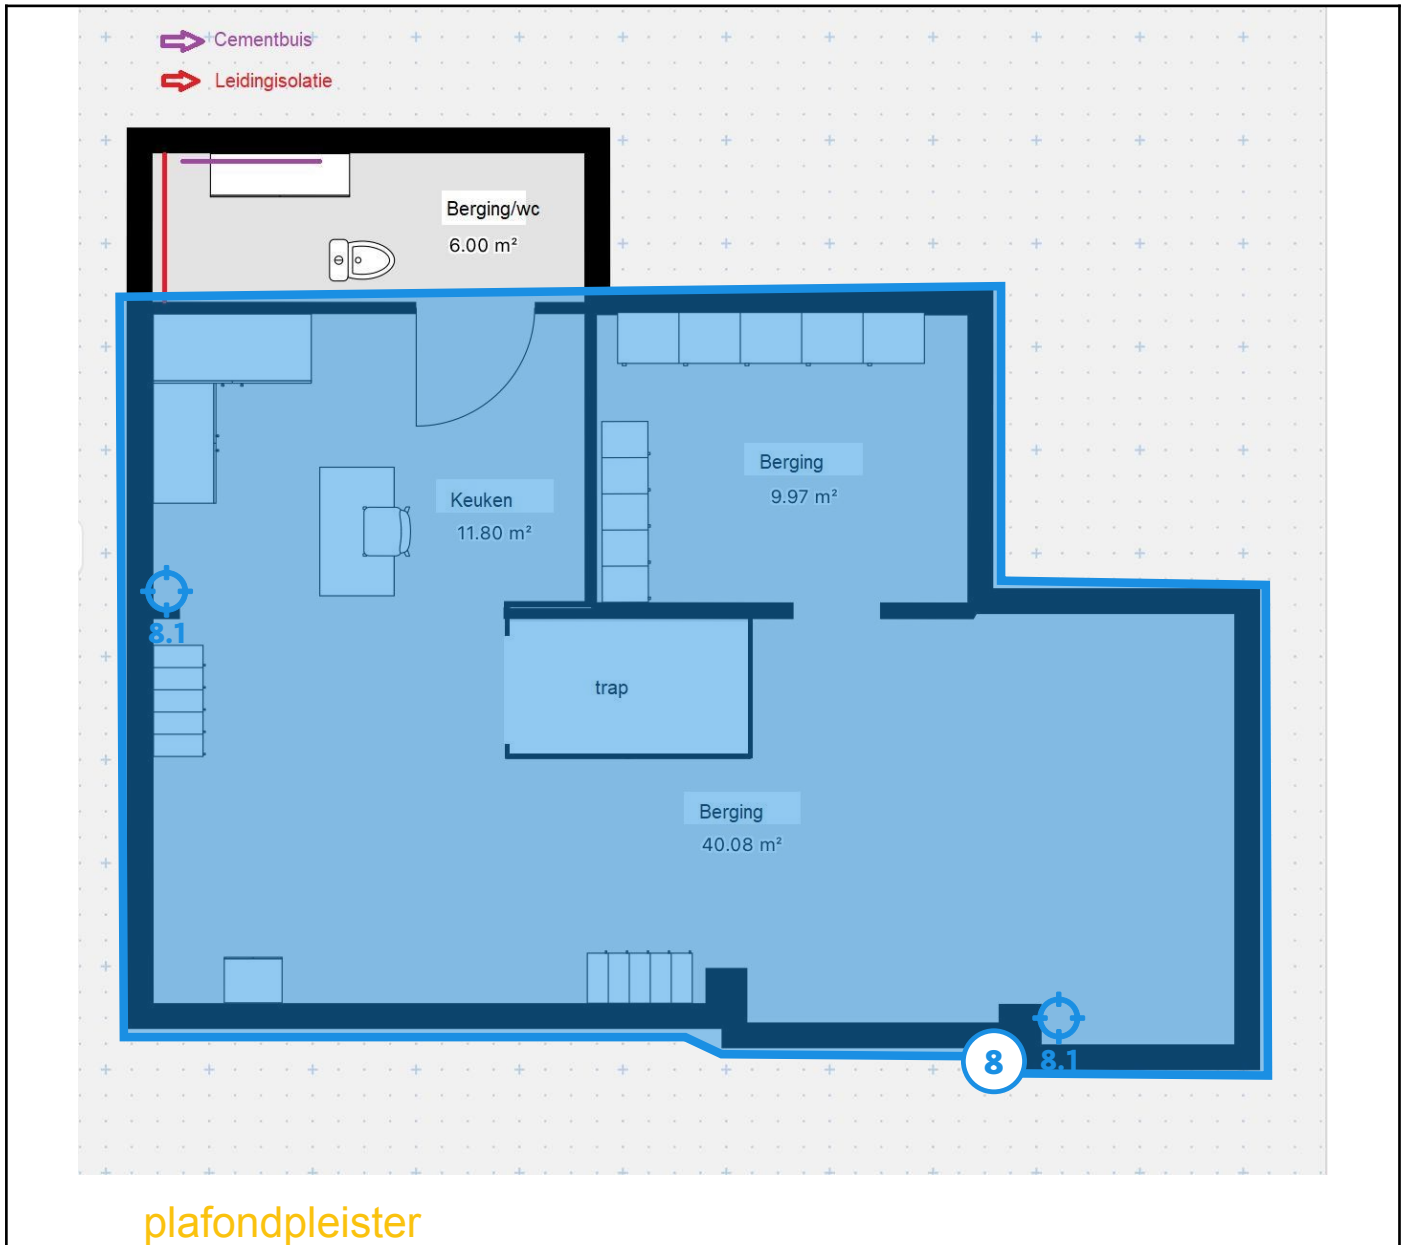 Cementbuis
Leidingisolatie
Berging/wc
6.00 m²
Berging
9.97 m²
Keuken
11.80 m²
8.1
trap
Berging
40.08 m²
8
8.1
plafondpleister